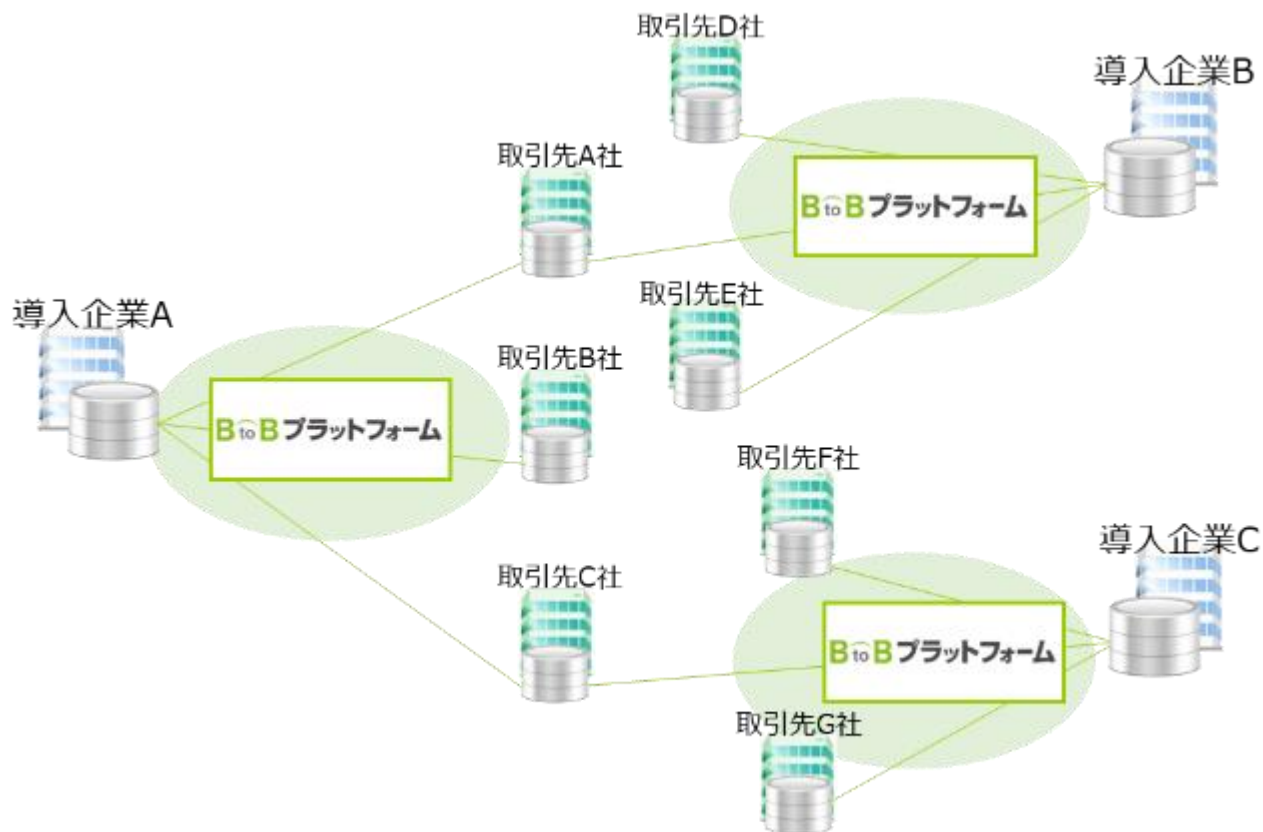 取引先D社
導入企業B
取引先A社
BtoBプラットフォーム
取引先E社
導入企業A
取引先B社
BtoBプラットフォーム
取引先F社
導入企業C
取引先C社
BtoBプラットフォーム
取引先G社